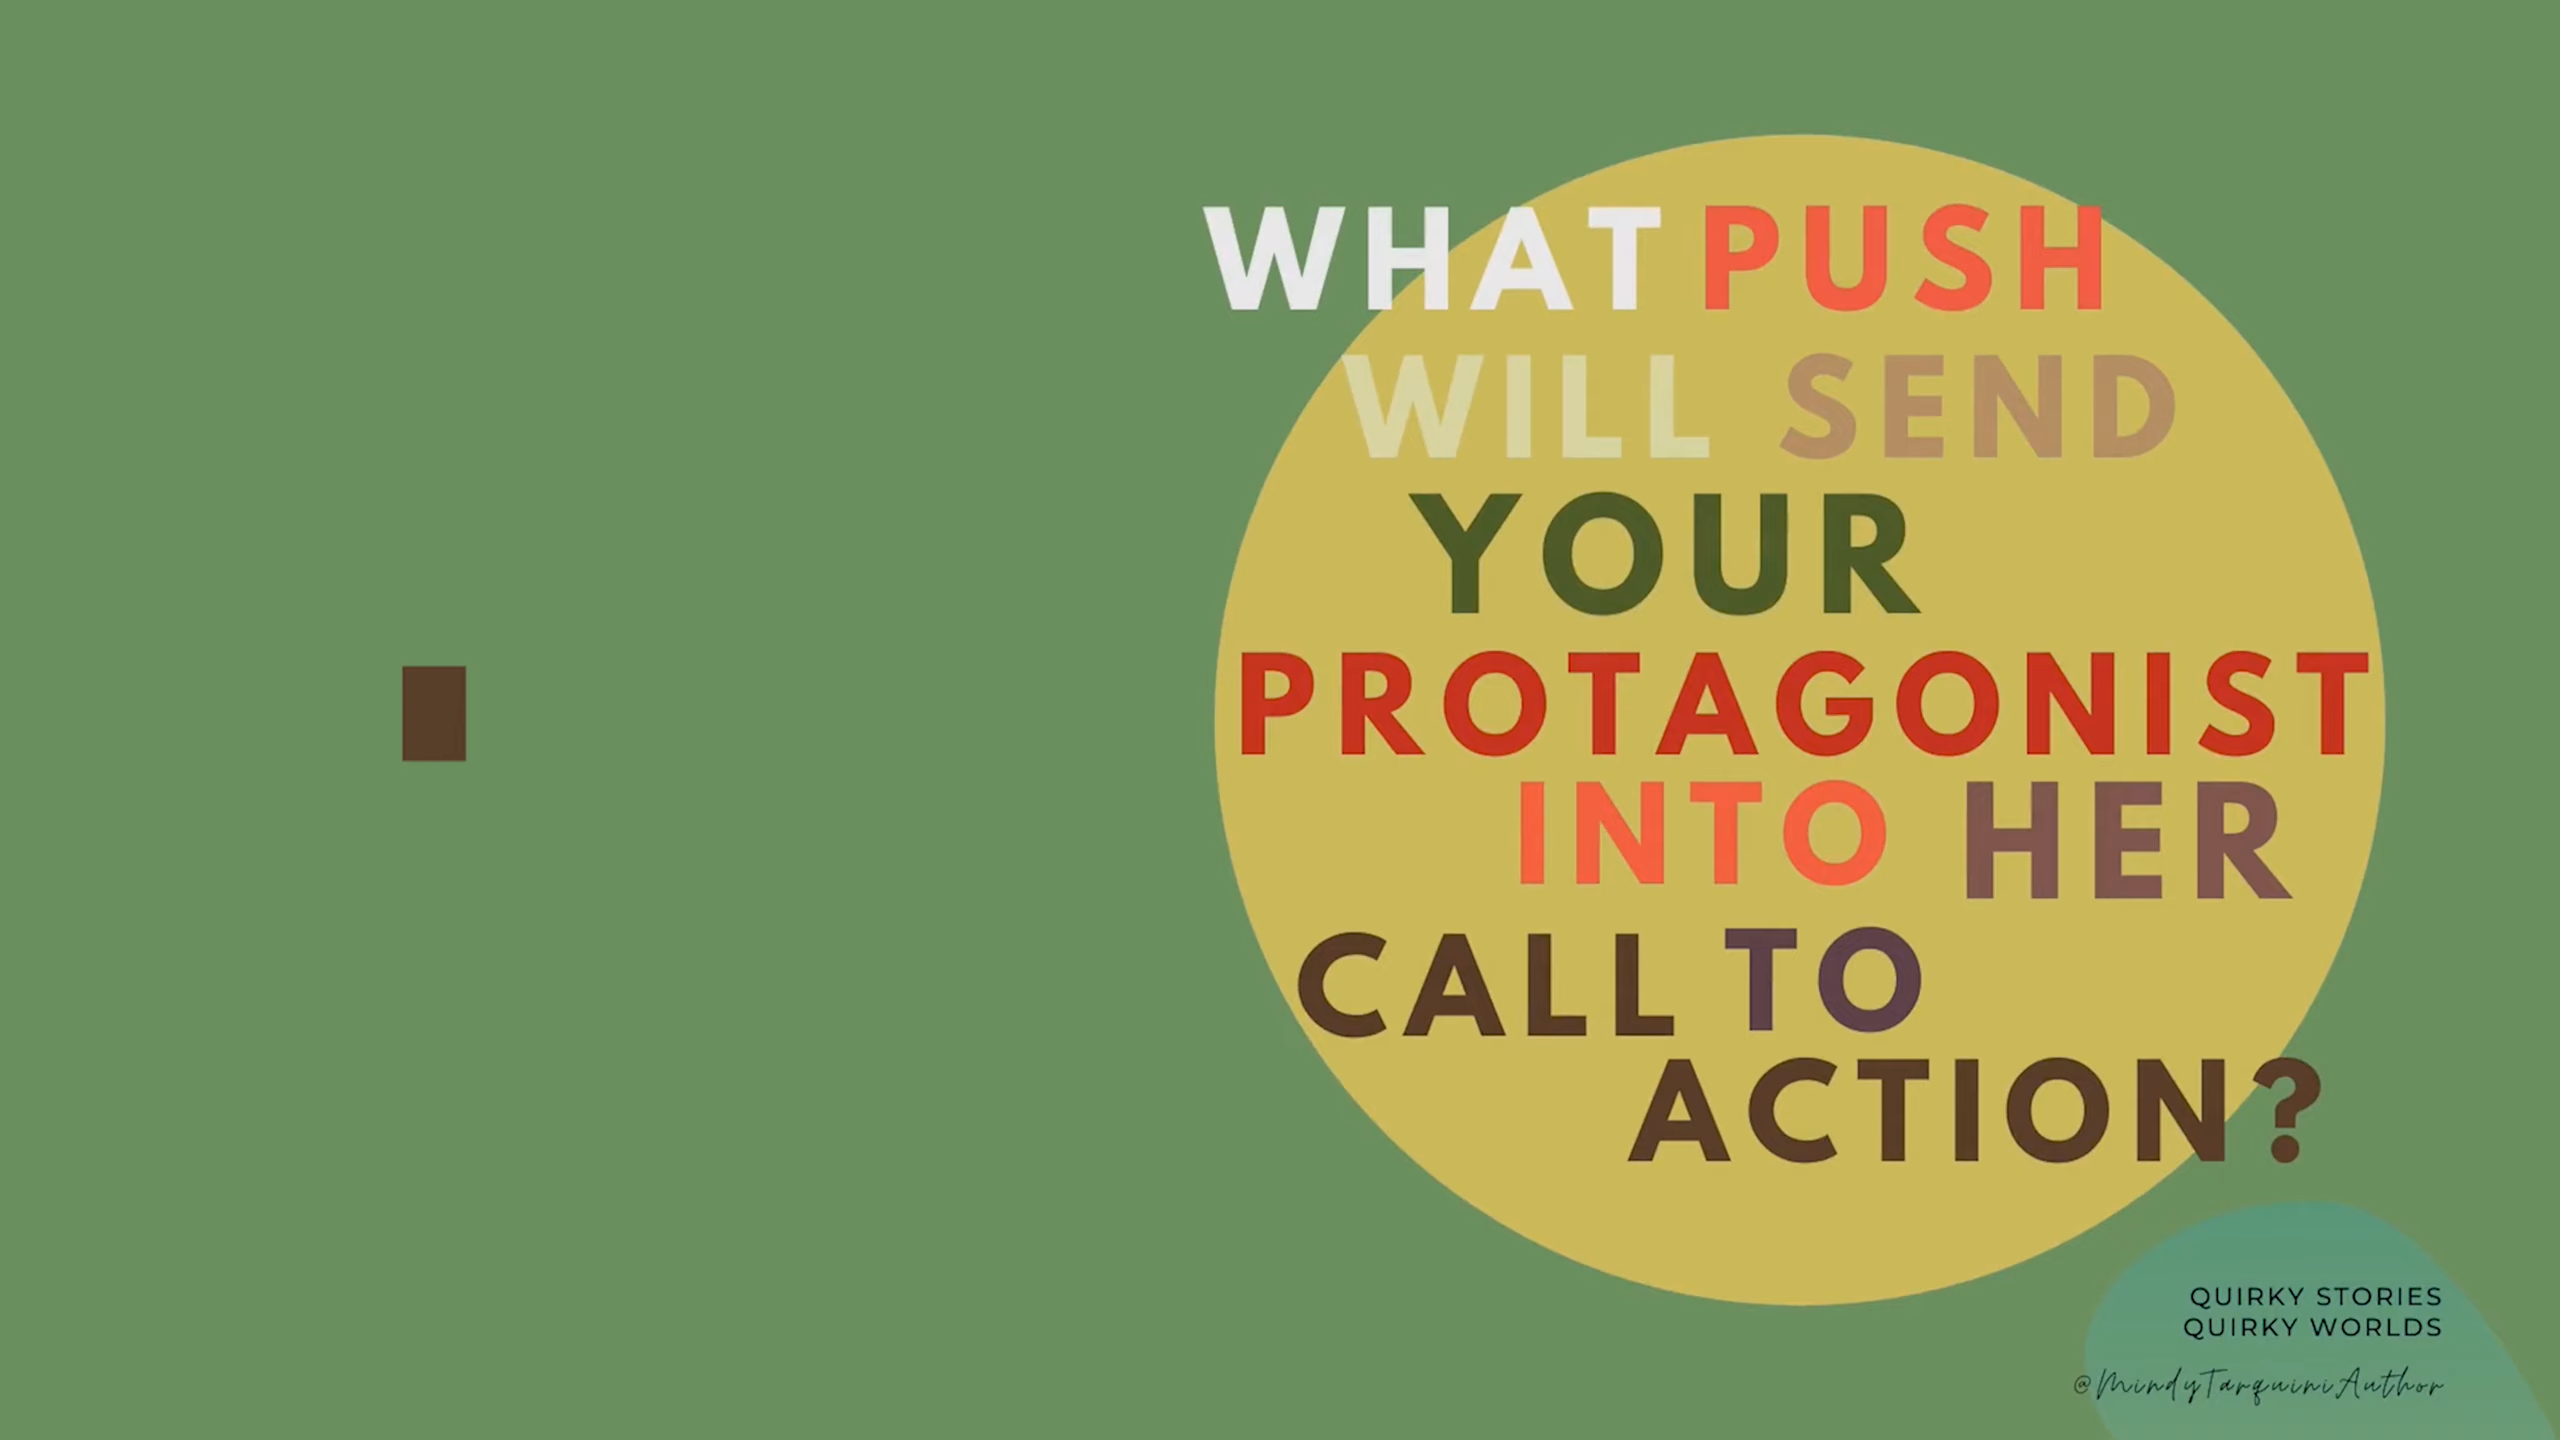 WHAT PUSH
WILL SEND
YOUR
PROTAGONIST
INTO HER
CALL TO
ACTION?
QUIRKY STORIES
QUIRKY WORLDS
@MindyTarquiniAuthor